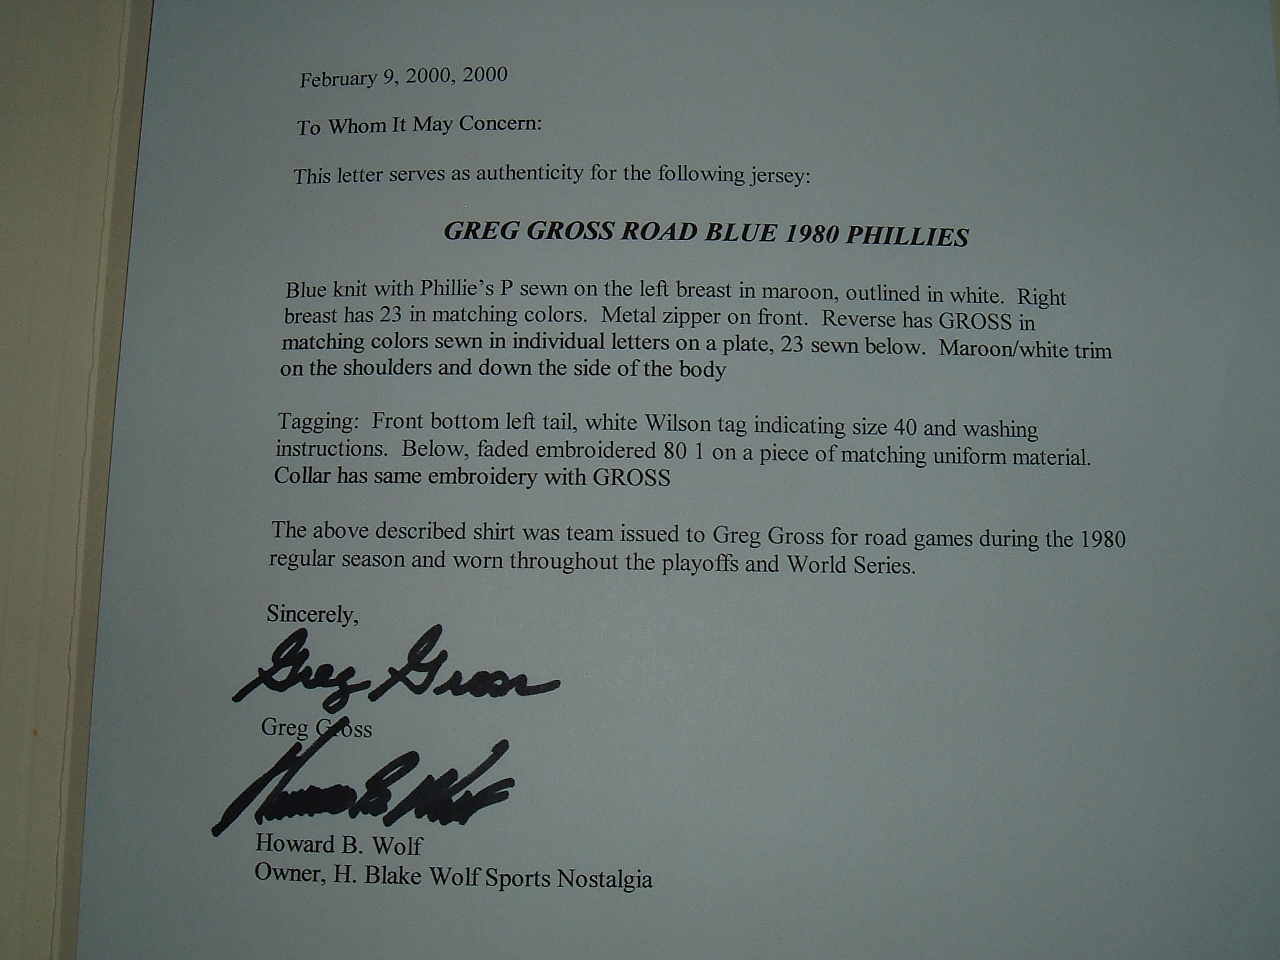 February 9, 2000, 2000
To Whom It May Concern:
This letter serves as authenticity for the following jersey:
GREG GROSS ROAD BLUE 1980 PHILLIES
Blue knit with Phillie's P sewn on the left breast in maroon, outlined in white.  Right
breast has 23 in matching colors.  Metal zipper on front.  Reverse has GROSS in
matching colors sewn in individual letters on a plate, 23 sewn below.  Maroon/white trim
on the shoulders and down the side of the body
Tagging:  Front bottom left tail, white Wilson tag indicating size 40 and washing
instructions.  Below, faded embroidered 80 1 on a piece of matching uniform material.
Collar has same embroidery with GROSS
The above described shirt was team issued to Greg Gross for road games during the 1980
regular season and worn throughout the playoffs and World Series.
Sincerely,
Greg Gross
Greg Gross
Howard B. Wolf
Howard B. Wolf
Owner, H. Blake Wolf Sports Nostalgia